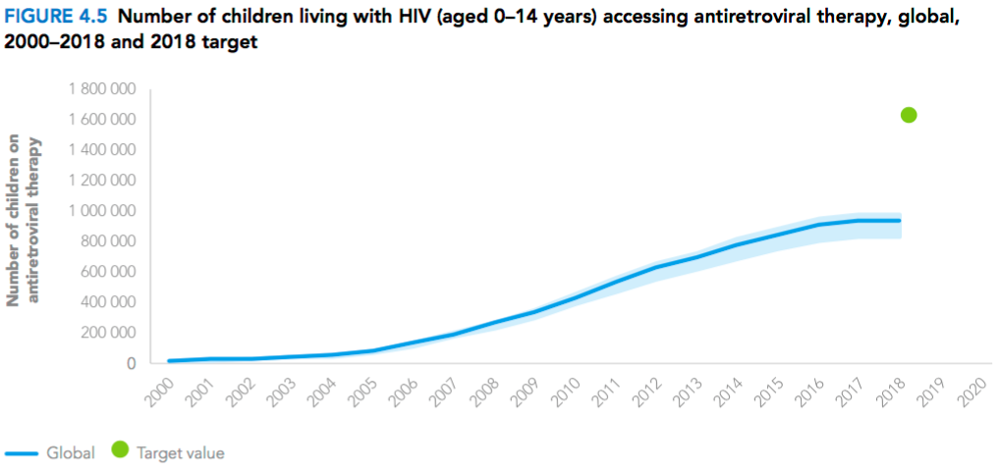 FIGURE 4.5 Number of children living with HIV (aged 0–14 years) accessing antiretroviral therapy, global,
2000–2018 and 2018 target
Number of children on
antiretroviral therapy
1 800 000
1 600 000
1 400 000
1 200 000
1 000 000
800 000
600 000
400 000
200 000
0
2000
2001
2002
2003
2004
2005
2006
2007
2008
2009
2010
2011
2012
2013
2014
2015
2016
2017
2018
2019
2020
Global
Target value